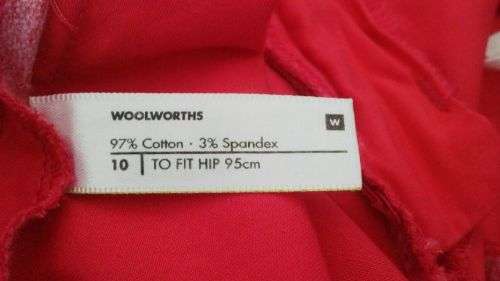 WOOLWORTHS
W
97% Cotton · 3% Spandex
10 | TO FIT HIP 95cm